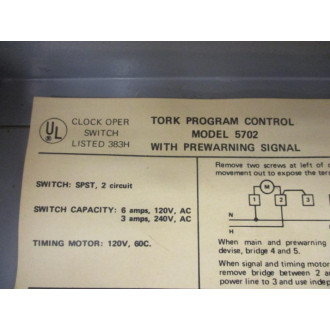 UL
CLOCK OPER
SWITCH
LISTED 383H
TORK PROGRAM CONTROL
MODEL 5702
WITH PREWARNING SIGNAL
SWITCH: SPST, 2 circuit
SWITCH CAPACITY: 6 amps, 120V, AC
3 amps, 240V, AC
TIMING MOTOR: 120V, 60C.
Remove two screws at left of
movement out to expose the term
M
1 2 3
N
H
When main and prewarning
devise, bridge 4 and 5.
When signal and timing motor
remove bridge between 2 a
power line to 3 and use indep